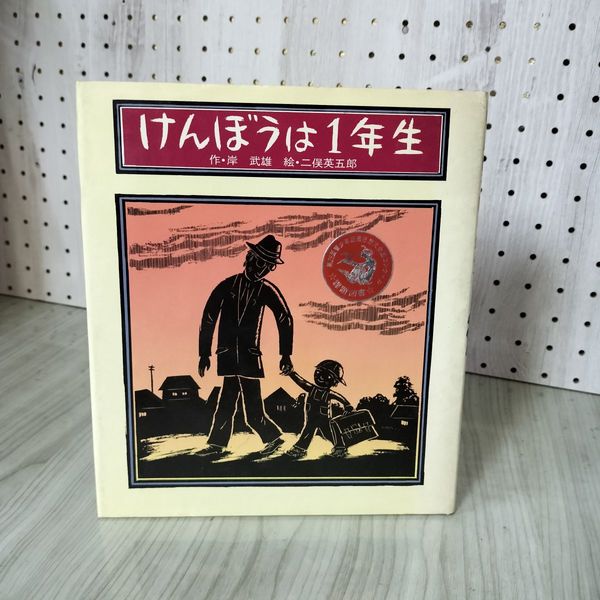 けんぼうは1年生
作・岸 武雄 絵・二俣英五郎